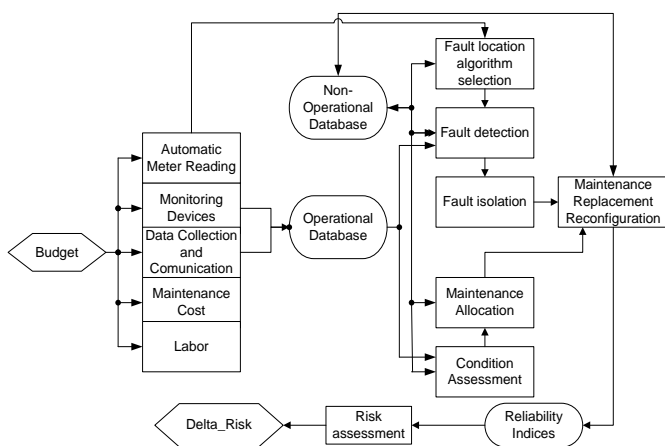 Fault location
algorithm
selection
Non-
Operational
Database
Automatic
Meter Reading
Fault detection
Monitoring
Devices
Fault isolation
Maintenance
Replacement
Reconfiguration
Operational
Database
Data Collection
and
Comunication
Budget
Maintenance
Cost
Maintenance
Allocation
Labor
Condition
Assessment
Delta_Risk
Risk
assessment
Reliability
Indices